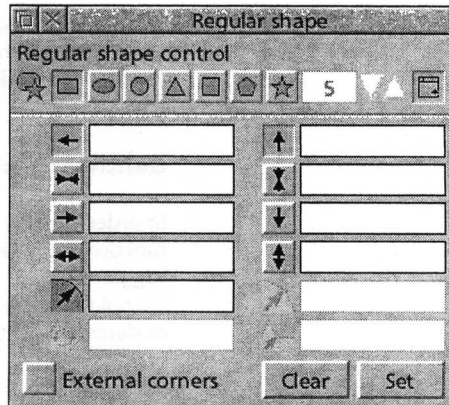 Regular shape
Regular shape control
5
External corners
Clear
Set